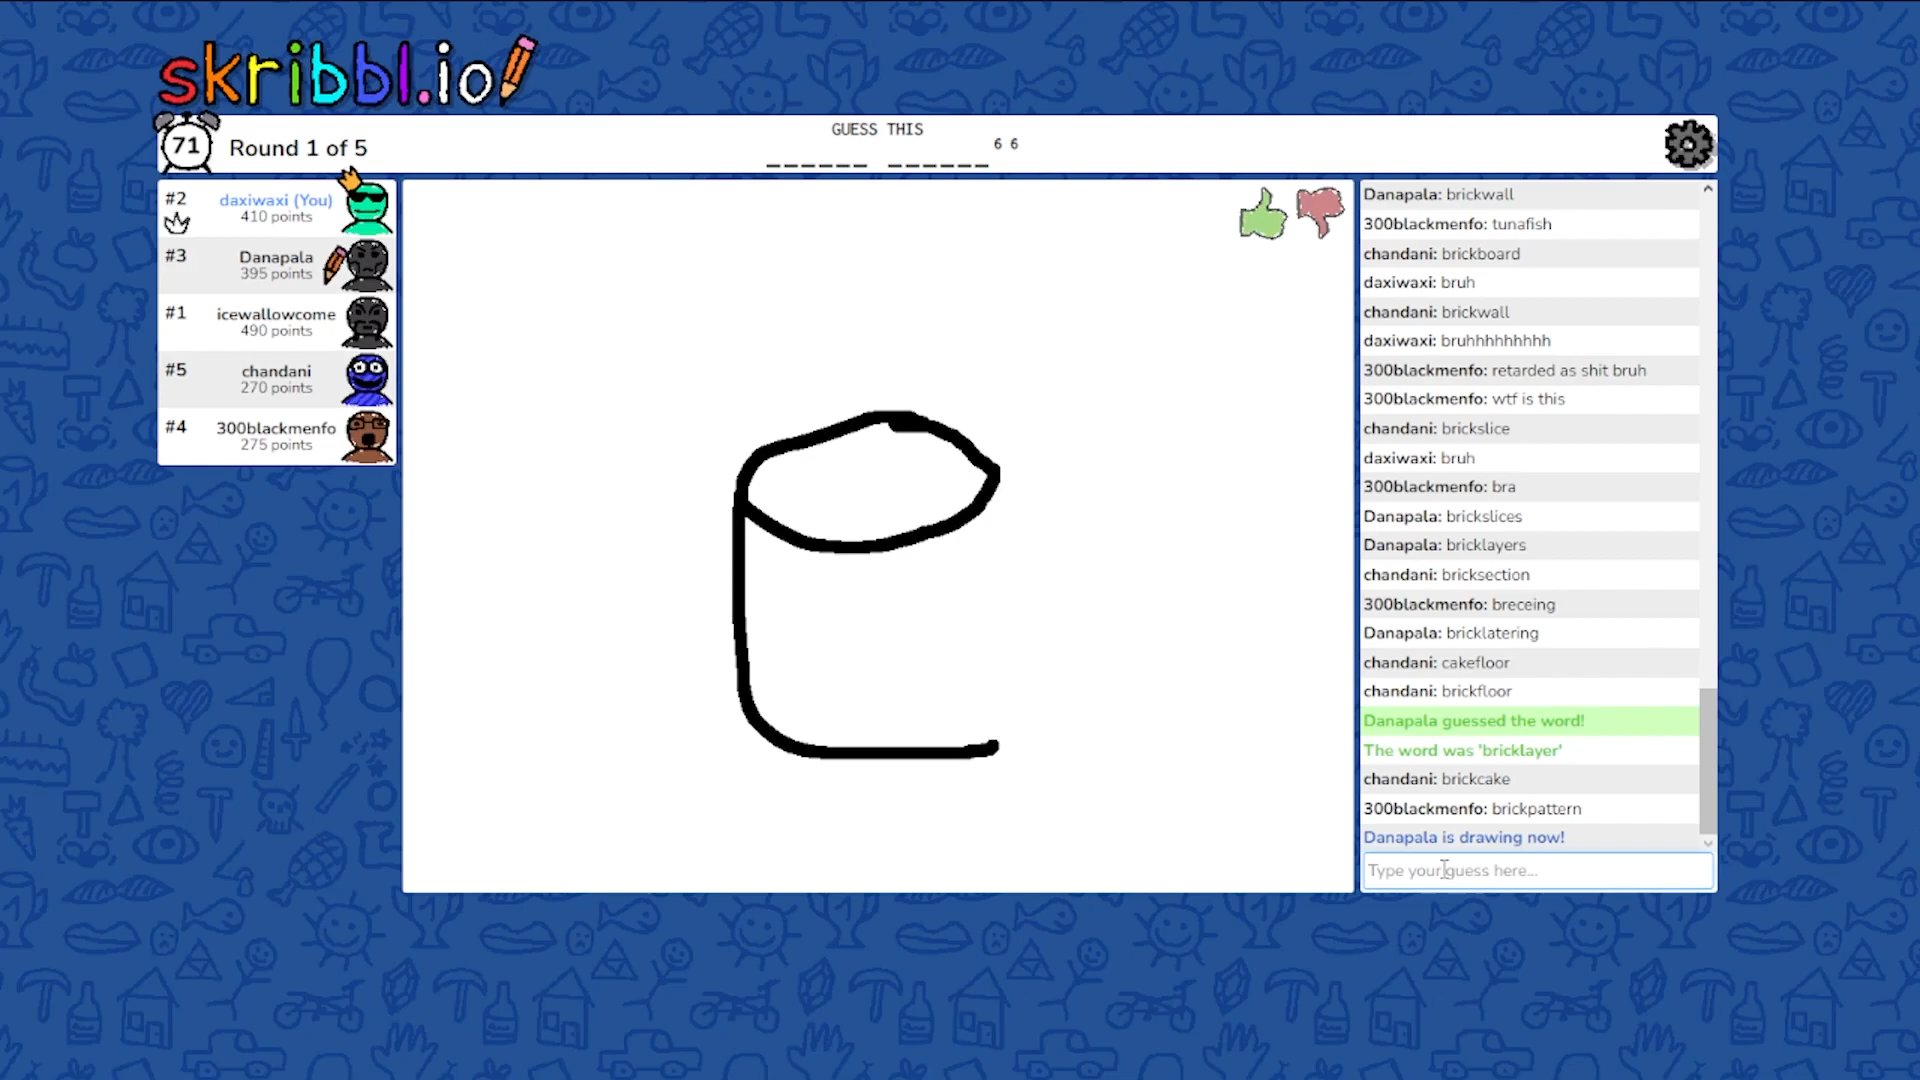 skribbl.io
71
Round 1 of 5
GUESS THIS
______ ______ 6 6
#2
daxiwaxi (You)
410 points
#3
Danapala
395 points
#1
icewallowcome
490 points
#5
chandani
270 points
#4
300blackmenfo
275 points
Danapala: brickwall
300blackmenfo: tunafish
chandani: brickboard
daxiwaxi: bruh
chandani: brickwall
daxiwaxi: bruhhhhhhhhh
300blackmenfo: retarded as shit bruh
300blackmenfo: wtf is this
chandani: brickslice
daxiwaxi: bruh
300blackmenfo: bra
Danapala: brickslices
Danapala: bricklayers
chandani: bricksection
300blackmenfo: breceing
Danapala: bricklatering
chandani: cakefloor
chandani: brickfloor
Danapala guessed the word!
The word was 'bricklayer'
chandani: brickcake
300blackmenfo: brickpattern
Danapala is drawing now!
Type your guess here...